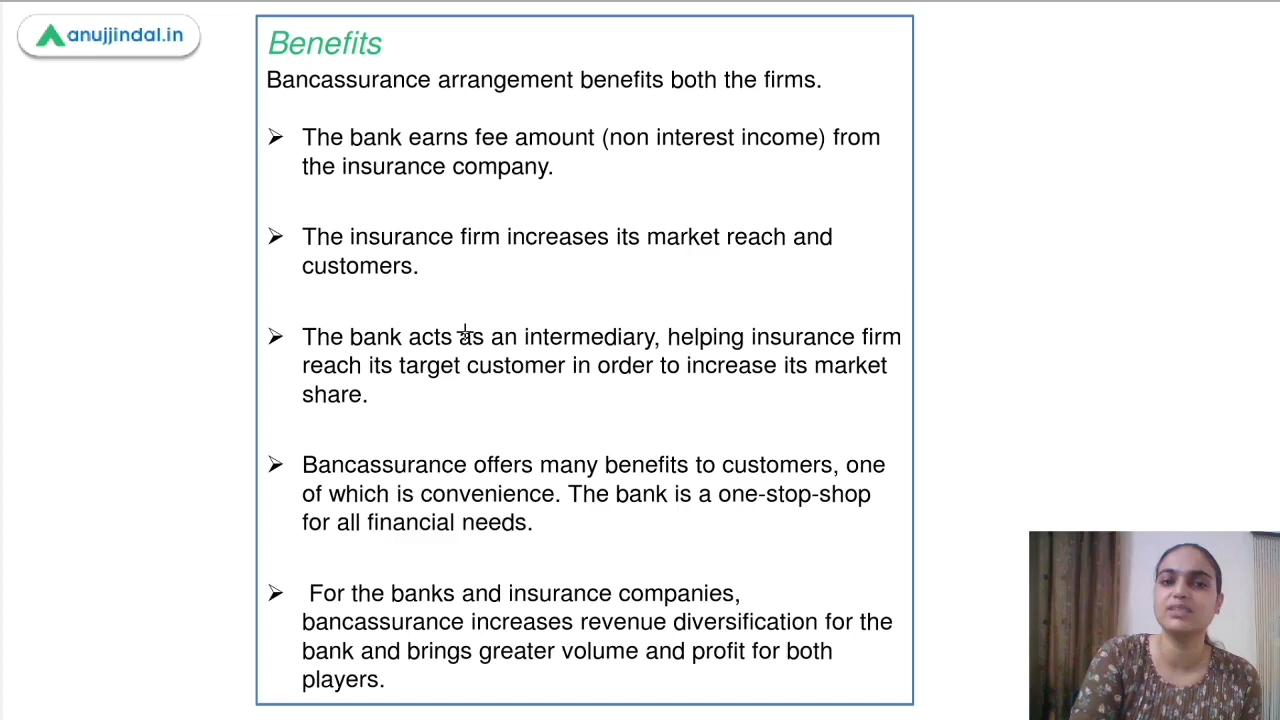 anujjindal.in
Benefits
Bancassurance arrangement benefits both the firms.
The bank earns fee amount (non interest income) from
the insurance company.
The insurance firm increases its market reach and
customers.
The bank acts as an intermediary, helping insurance firm
reach its target customer in order to increase its market
share.
Bancassurance offers many benefits to customers, one
of which is convenience. The bank is a one-stop-shop
for all financial needs.
For the banks and insurance companies,
bancassurance increases revenue diversification for the
bank and brings greater volume and profit for both
players.